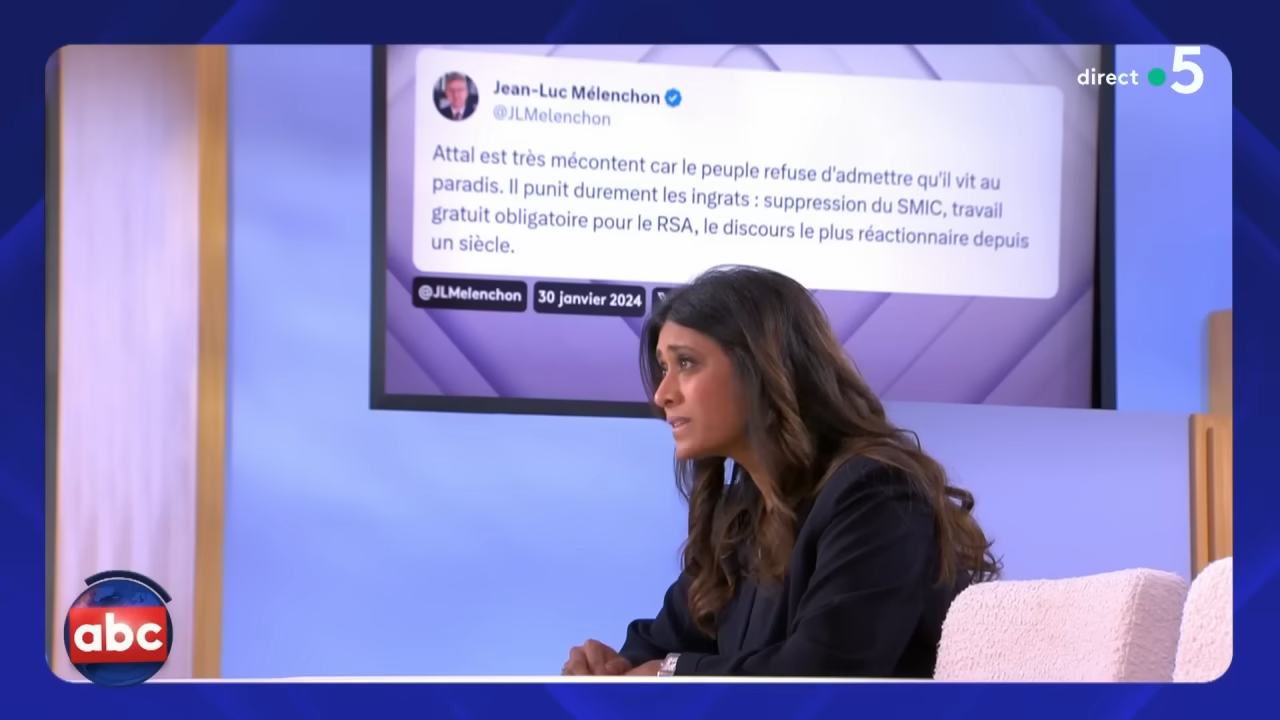 direct 5
Jean-Luc Mélenchon
@JLMelenchon
Attal est très mécontent car le peuple refuse d'admettre qu'il vit au
paradis. Il punit durement les ingrats : suppression du SMIC, travail
gratuit obligatoire pour le RSA, le discours le plus réactionnaire depuis
un siècle.
@JLMelenchon 30 janvier 2024
abc